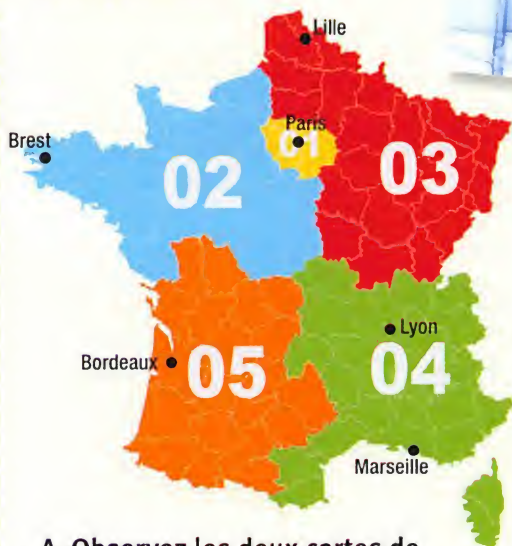 Lille
Paris
01
Brest
02
03
Lyon
Bordeaux
05
04
Marseille
A. Observez les deux cartes de